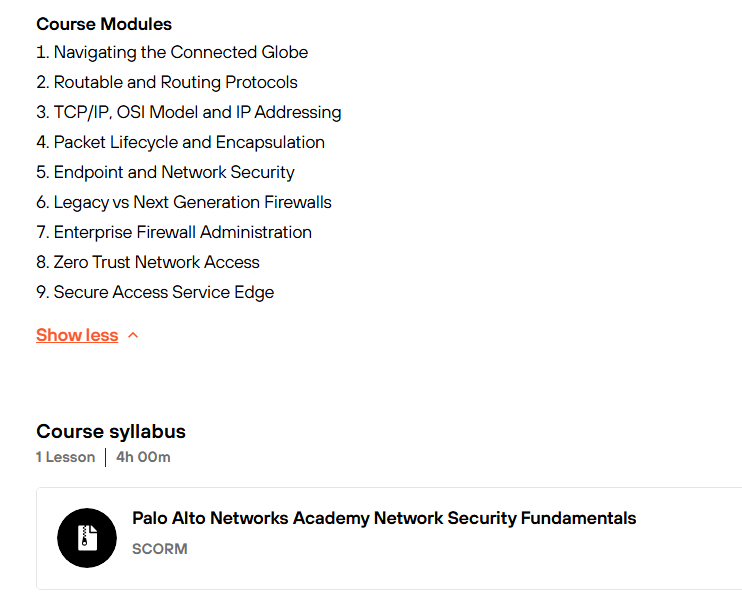 Course Modules
1. Navigating the Connected Globe
2. Routable and Routing Protocols
3. TCP/IP, OSI Model and IP Addressing
4. Packet Lifecycle and Encapsulation
5. Endpoint and Network Security
6. Legacy vs Next Generation Firewalls
7. Enterprise Firewall Administration
8. Zero Trust Network Access
9. Secure Access Service Edge
Show less
Course syllabus
1 Lesson | 4h 00m
Palo Alto Networks Academy Network Security Fundamentals
SCORM